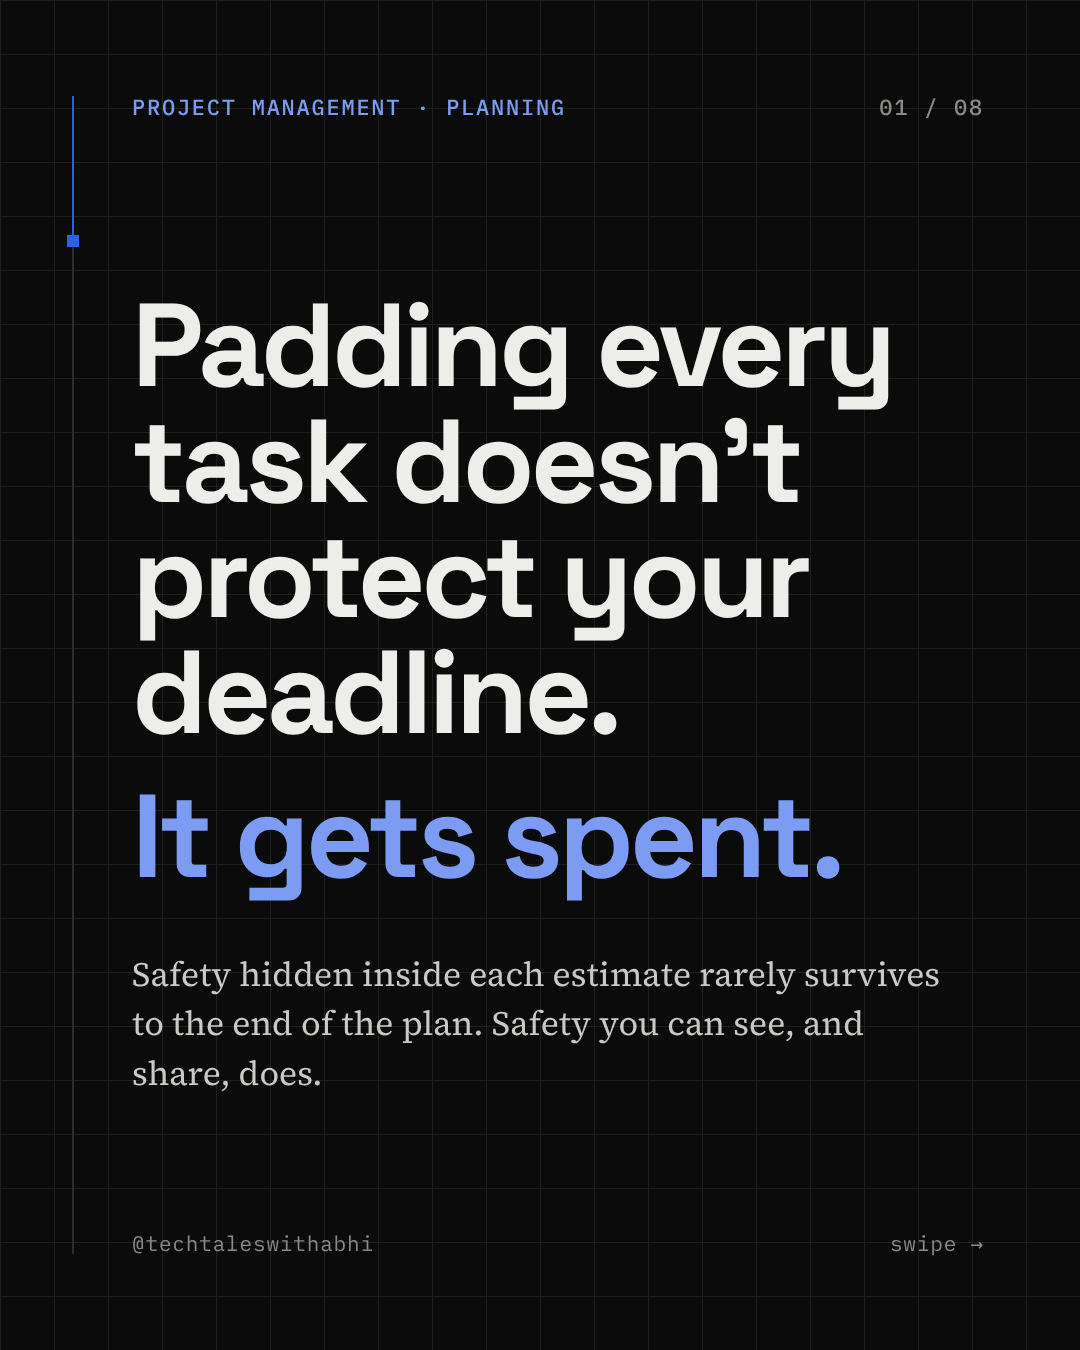 PROJECT MANAGEMENT · PLANNING
01 / 08
Padding every
task doesn’t
protect your
deadline.
It gets spent.
Safety hidden inside each estimate rarely survives
to the end of the plan. Safety you can see, and
share, does.
@techtaleswithabhi
swipe →